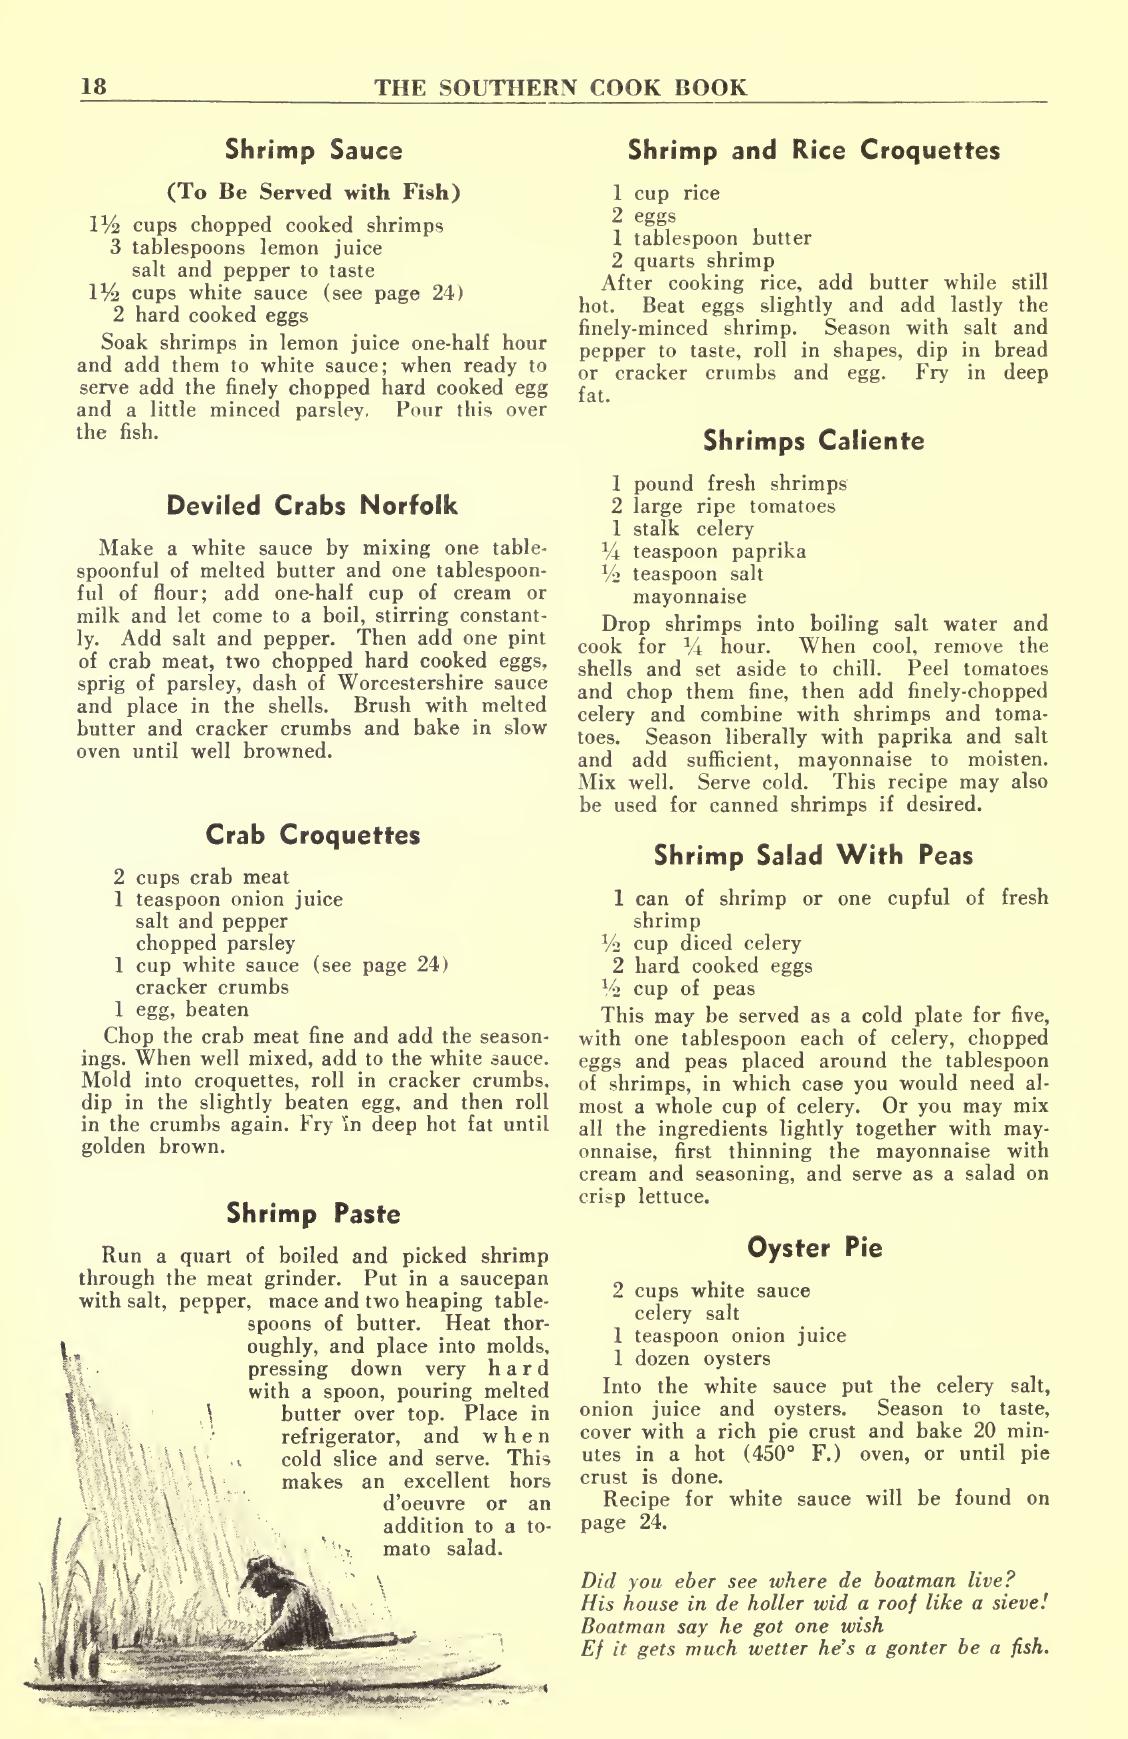 18 THE SOUTHERN COOK BOOK
Shrimp Sauce
(To Be Served with Fish)
1½ cups chopped cooked shrimps
3 tablespoons lemon juice
salt and pepper to taste
1½ cups white sauce (see page 24)
2 hard cooked eggs
Soak shrimps in lemon juice one-half hour
and add them to white sauce; when ready to
serve add the finely chopped hard cooked egg
and a little minced parsley. Pour this over
the fish.
Deviled Crabs Norfolk
Make a white sauce by mixing one table-
spoonful of melted butter and one tablespoon-
ful of flour; add one-half cup of cream or
milk and let come to a boil, stirring constant-
ly. Add salt and pepper. Then add one pint
of crab meat, two chopped hard cooked eggs,
sprig of parsley, dash of Worcestershire sauce
and place in the shells. Brush with melted
butter and cracker crumbs and bake in slow
oven until well browned.
Crab Croquettes
2 cups crab meat
1 teaspoon onion juice
salt and pepper
chopped parsley
1 cup white sauce (see page 24)
cracker crumbs
1 egg, beaten
Chop the crab meat fine and add the season-
ings. When well mixed, add to the white sauce.
Mold into croquettes, roll in cracker crumbs,
dip in the slightly beaten egg, and then roll
in the crumbs again. Fry in deep hot fat until
golden brown.
Shrimp Paste
Run a quart of boiled and picked shrimp
through the meat grinder. Put in a saucepan
with salt, pepper, mace and two heaping table-
spoons of butter. Heat thor-
oughly, and place into molds,
pressing down very hard
with a spoon, pouring melted
butter over top. Place in
refrigerator, and when
cold slice and serve. This
makes an excellent hors
d'oeuvre or an
addition to a to-
mato salad.
Shrimp and Rice Croquettes
1 cup rice
2 eggs
1 tablespoon butter
2 quarts shrimp
After cooking rice, add butter while still
hot. Beat eggs slightly and add lastly the
finely-minced shrimp. Season with salt and
pepper to taste, roll in shapes, dip in bread
or cracker crumbs and egg. Fry in deep
fat.
Shrimps Caliente
1 pound fresh shrimps
2 large ripe tomatoes
1 stalk celery
¼ teaspoon paprika
½ teaspoon salt
mayonnaise
Drop shrimps into boiling salt water and
cook for ¼ hour. When cool, remove the
shells and set aside to chill. Peel tomatoes
and chop them fine, then add finely-chopped
celery and combine with shrimps and toma-
toes. Season liberally with paprika and salt
and add sufficient, mayonnaise to moisten.
Mix well. Serve cold. This recipe may also
be used for canned shrimps if desired.
Shrimp Salad With Peas
1 can of shrimp or one cupful of fresh
shrimp
½ cup diced celery
2 hard cooked eggs
½ cup of peas
This may be served as a cold plate for five,
with one tablespoon each of celery, chopped
eggs and peas placed around the tablespoon
of shrimps, in which case you would need al-
most a whole cup of celery. Or you may mix
all the ingredients lightly together with may-
onnaise, first thinning the mayonnaise with
cream and seasoning, and serve as a salad on
crisp lettuce.
Oyster Pie
2 cups white sauce
celery salt
1 teaspoon onion juice
1 dozen oysters
Into the white sauce put the celery salt,
onion juice and oysters. Season to taste,
cover with a rich pie crust and bake 20 min-
utes in a hot (450° F.) oven, or until pie
crust is done.
Recipe for white sauce will be found on
page 24.
Did you eber see where de boatman live?
His house in de holler wid a roof like a sieve!
Boatman say he got one wish
Ef it gets much wetter he's a gonter be a fish.